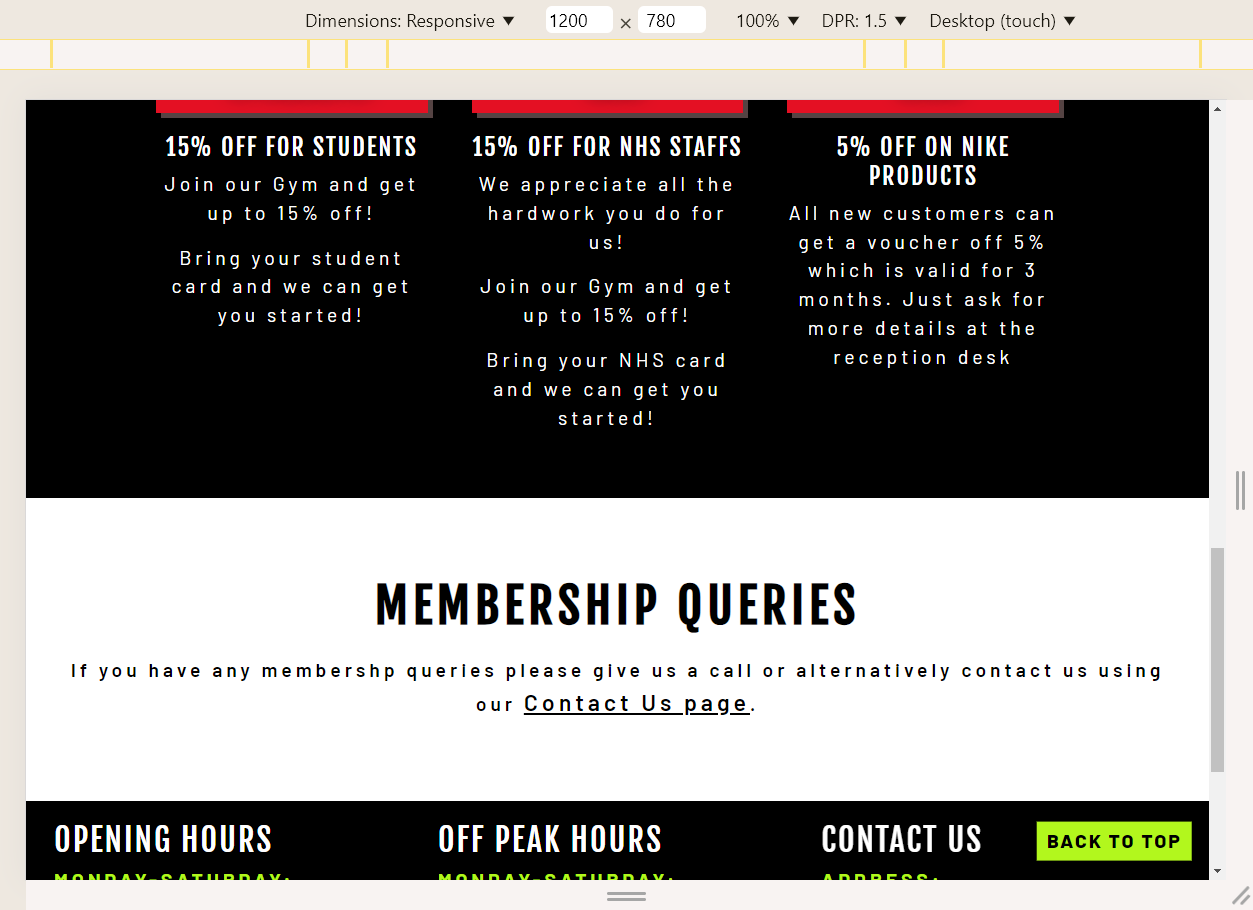 Dimensions: Responsive ▼ 1200 × 780 100% ▼ DPR: 1.5 ▼ Desktop (touch) ▼
15% OFF FOR STUDENTS
Join our Gym and get
up to 15% off!
Bring your student
card and we can get
you started!
15% OFF FOR NHS STAFFS
We appreciate all the
hardwork you do for
us!
Join our Gym and get
up to 15% off!
Bring your NHS card
and we can get you
started!
5% OFF ON NIKE
PRODUCTS
All new customers can
get a voucher off 5%
which is valid for 3
months. Just ask for
more details at the
reception desk
MEMBERSHIP QUERIES
If you have any membershp queries please give us a call or alternatively contact us using
our Contact Us page.
OPENING HOURS
MONDAY-SATURDAY:
OFF PEAK HOURS
MONDAY-SATURDAY:
CONTACT US
ADDRESS:
BACK TO TOP